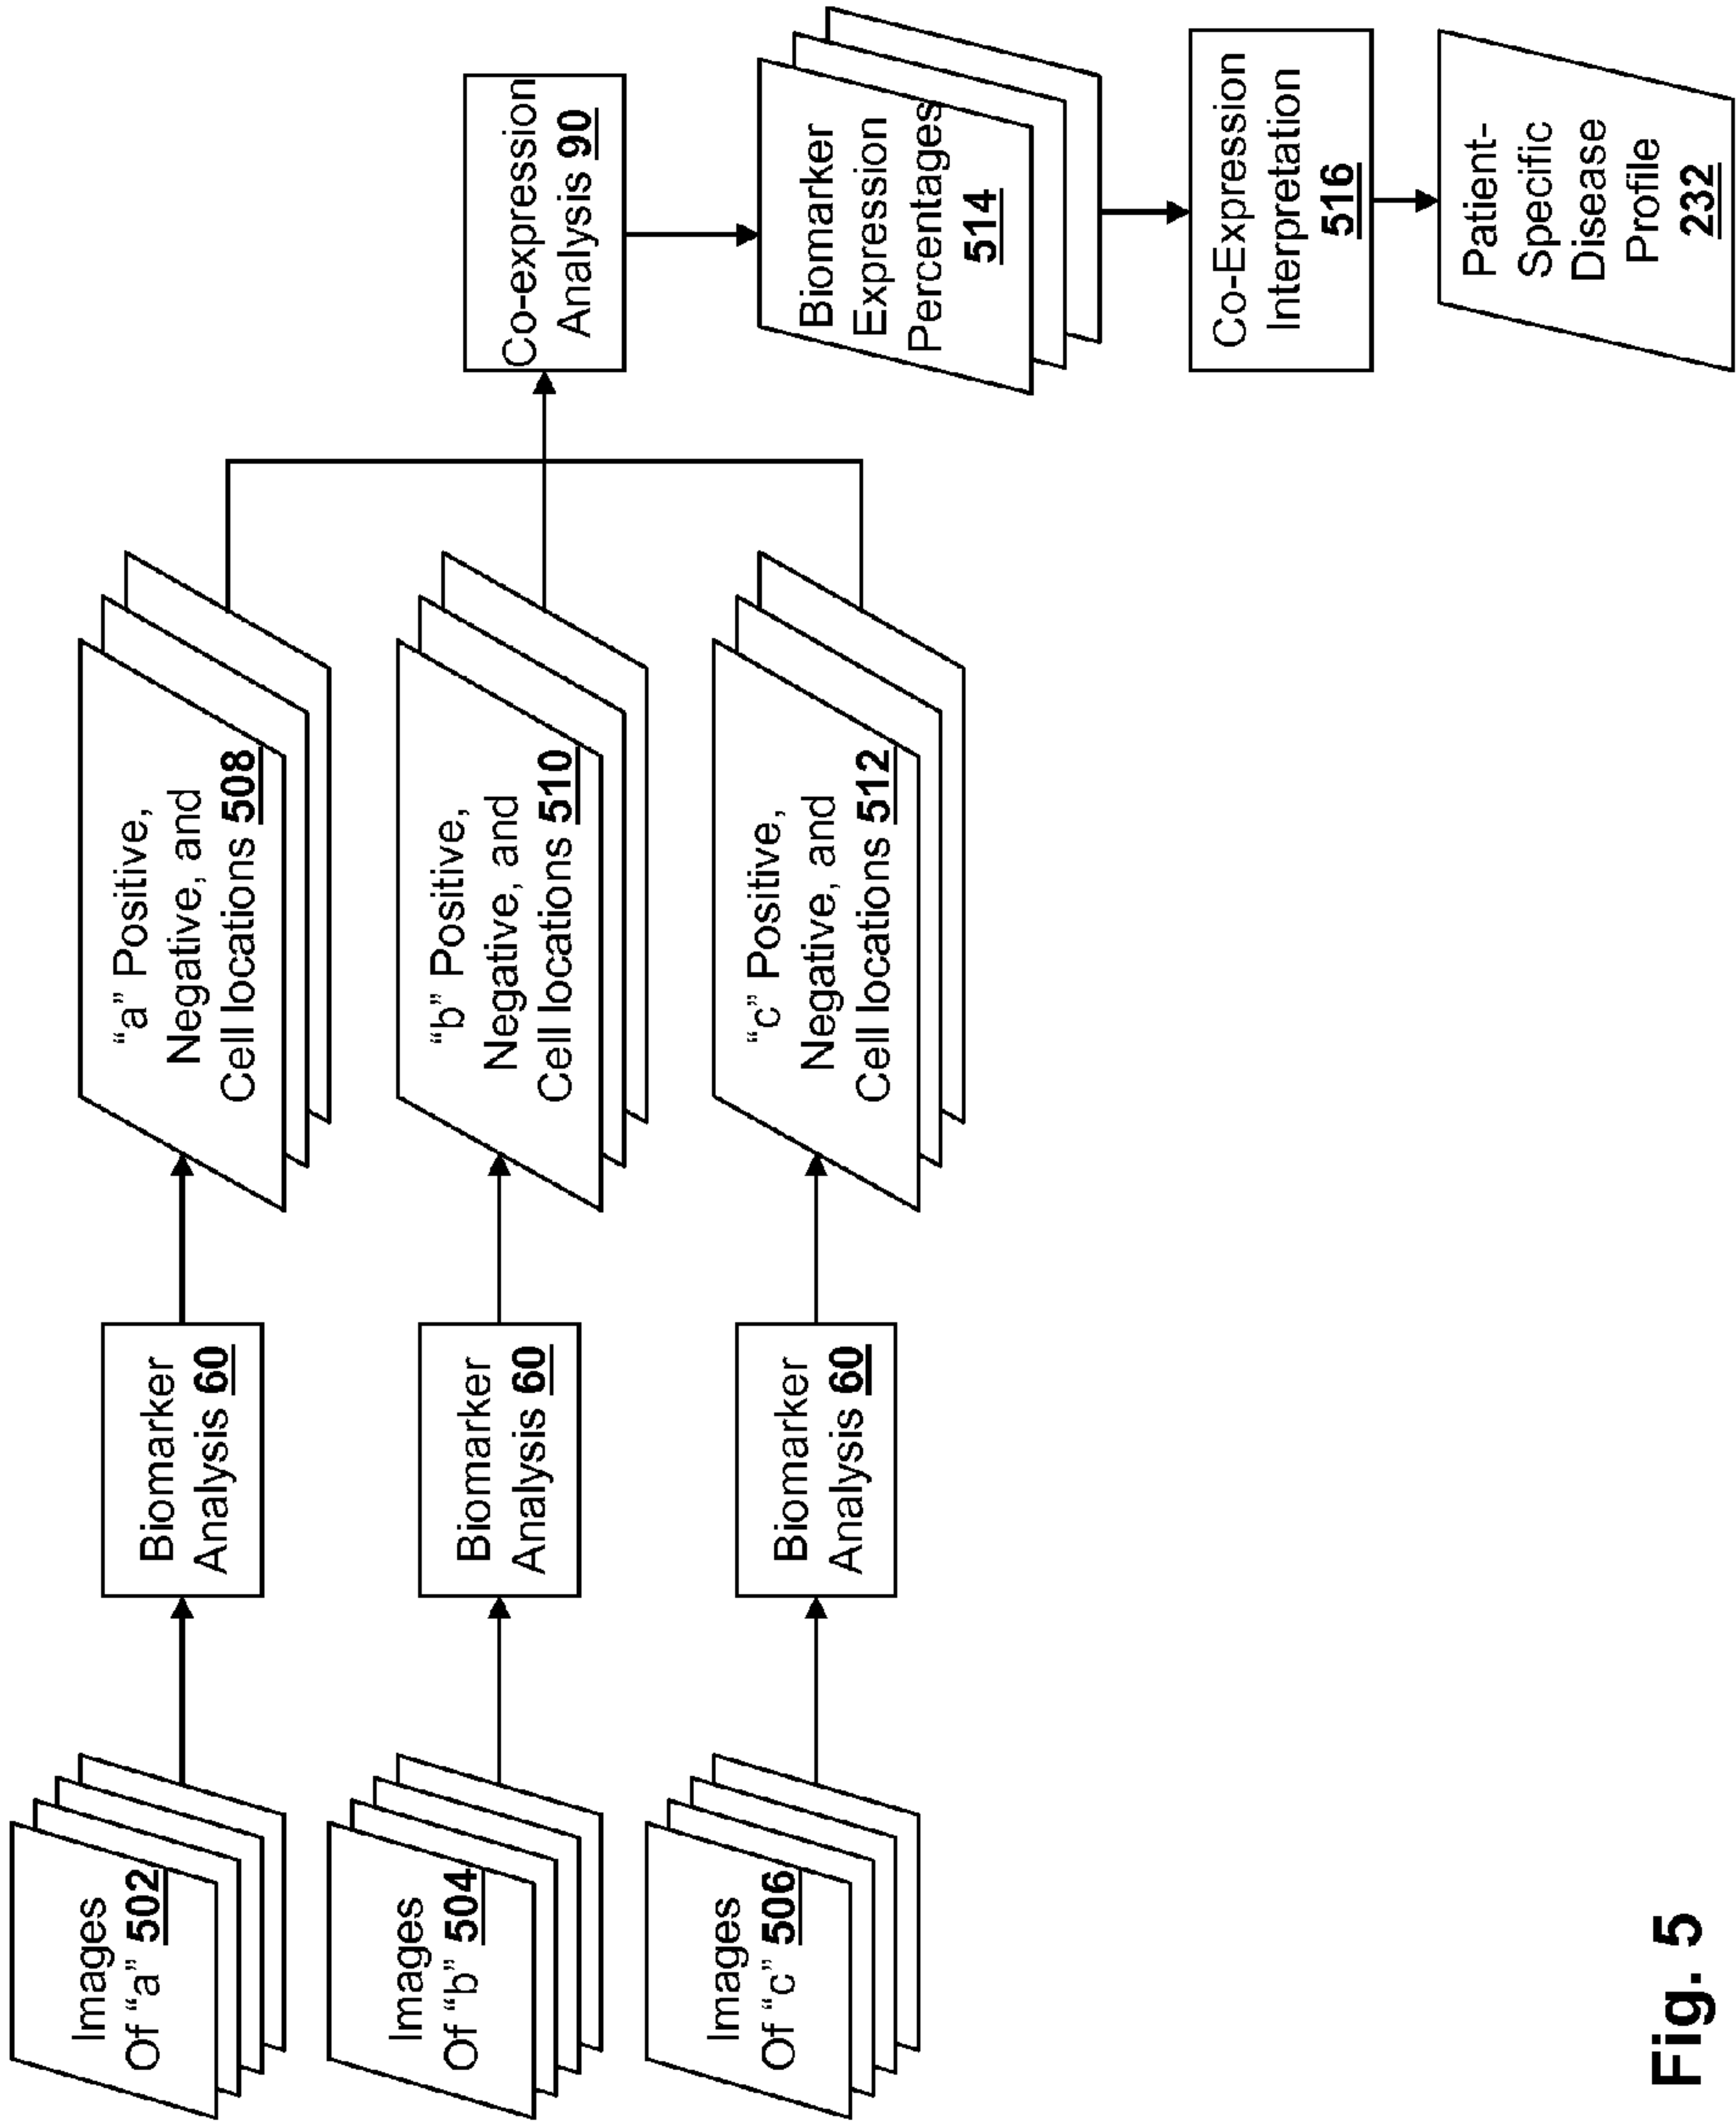 Images
Of “a” 502
Biomarker
Analysis 60
“a” Positive,
Negative, and
Cell locations 508
Images
Of “b” 504
Biomarker
Analysis 60
“b” Positive,
Negative, and
Cell locations 510
Images
Of “c” 506
Biomarker
Analysis 60
“c” Positive,
Negative, and
Cell locations 512
Co-expression
Analysis 90
Biomarker
Expression
Percentages
514
Co-Expression
Interpretation
516
Patient-
Specific
Disease
Profile
232
Fig. 5